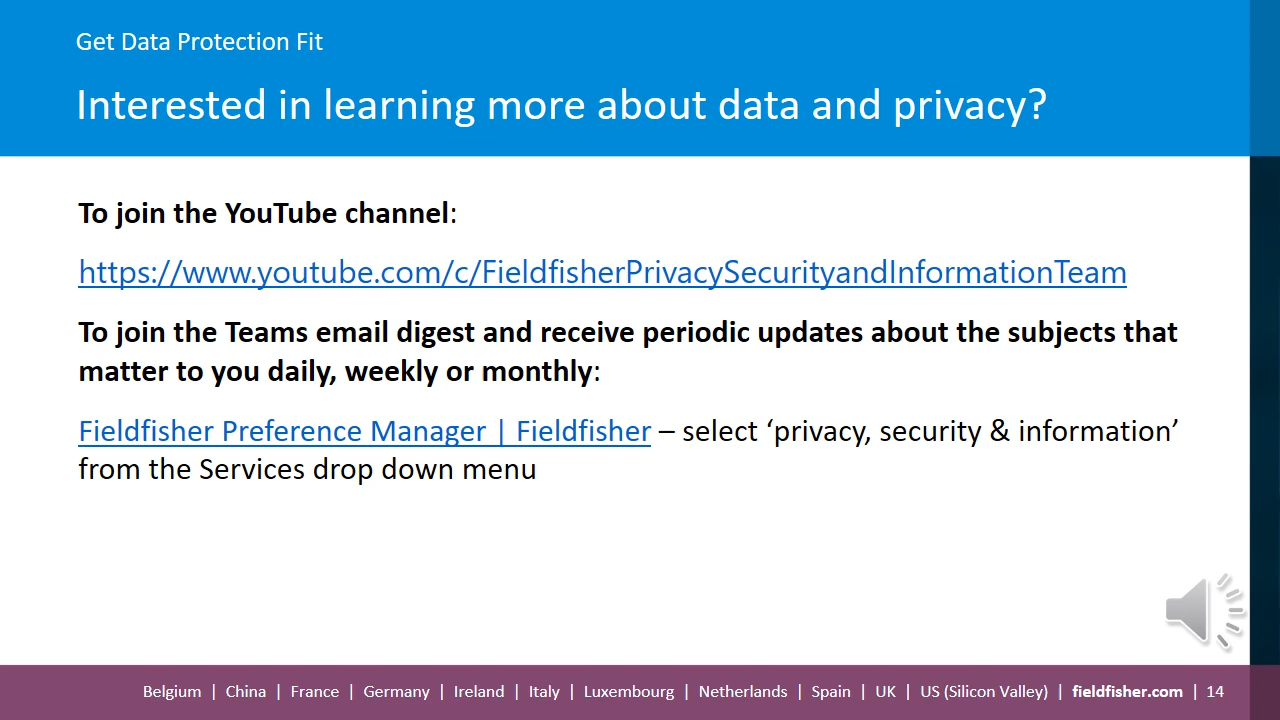 Get Data Protection Fit
Interested in learning more about data and privacy?
To join the YouTube channel:
https://www.youtube.com/c/FieldfisherPrivacySecurityandInformationTeam
To join the Teams email digest and receive periodic updates about the subjects that
matter to you daily, weekly or monthly:
Fieldfisher Preference Manager | Fieldfisher – select ‘privacy, security & information’
from the Services drop down menu
Belgium | China | France | Germany | Ireland | Italy | Luxembourg | Netherlands | Spain | UK | US (Silicon Valley) | fieldfisher.com | 14